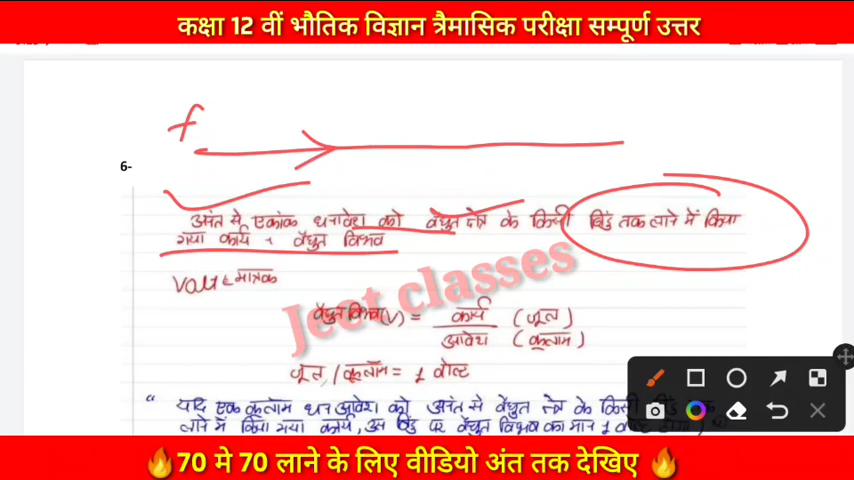 कक्षा 12 वीं भौतिक विज्ञान त्रैमासिक परीक्षा सम्पूर्ण उत्तर
6-
अनंत से एकांक धनावेश को वैधुत क्षेत्र के किसी बिंदु तक लाने में किया
गया कार्य = वैधुत विभव
Volt ← मात्रक
Jeet classes
वैधुत विभव (V) = कार्य (जूल)
आवेश (कूलाम)
जूल / कूलाम = 1 वोल्ट
" यदि एक कूलाम धन आवेश को अनंत से वैधुत क्षेत्र के किसी
लाने में किया गया कार्य, उस बिंदु पर वैधुत विभव का मान 1
🔥70 मे 70 लाने के लिए वीडियो अंत तक देखिए 🔥